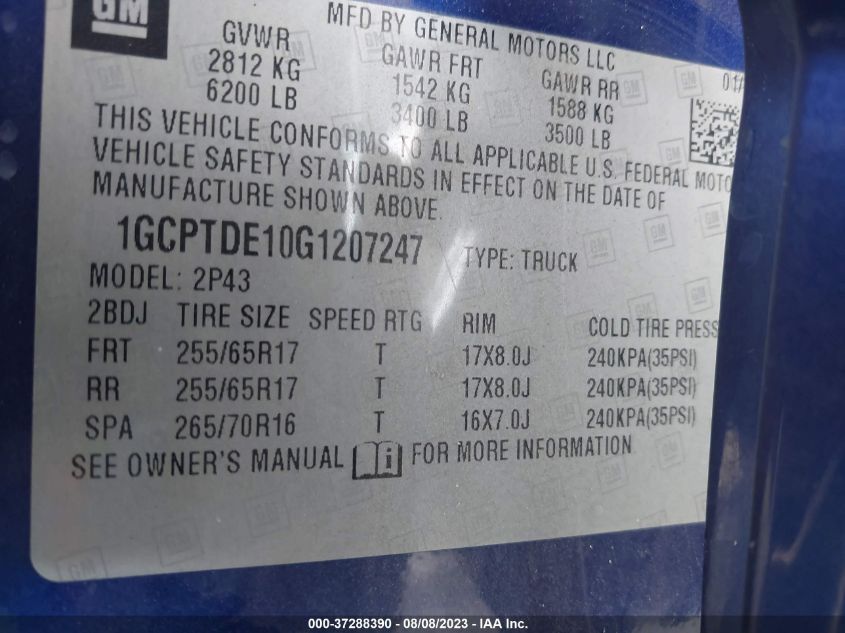 GM
MFD BY GENERAL MOTORS LLC
GVWR GAWR FRT GAWR RR 01/
2812 KG 1542 KG 1588 KG
6200 LB 3400 LB 3500 LB
THIS VEHICLE CONFORMS TO ALL APPLICABLE U.S. FEDERAL MOTO
VEHICLE SAFETY STANDARDS IN EFFECT ON THE DATE OF
MANUFACTURE SHOWN ABOVE.
1GCPTDE10G1207247 TYPE: TRUCK
MODEL: 2P43
2BDJ TIRE SIZE SPEED RTG RIM COLD TIRE PRESS
FRT 255/65R17 T 17X8.0J 240KPA(35PSI)
RR 255/65R17 T 17X8.0J 240KPA(35PSI)
SPA 265/70R16 T 16X7.0J 240KPA(35PSI)
SEE OWNER'S MANUAL i FOR MORE INFORMATION
000-37288390 - 08/08/2023 - IAA Inc.